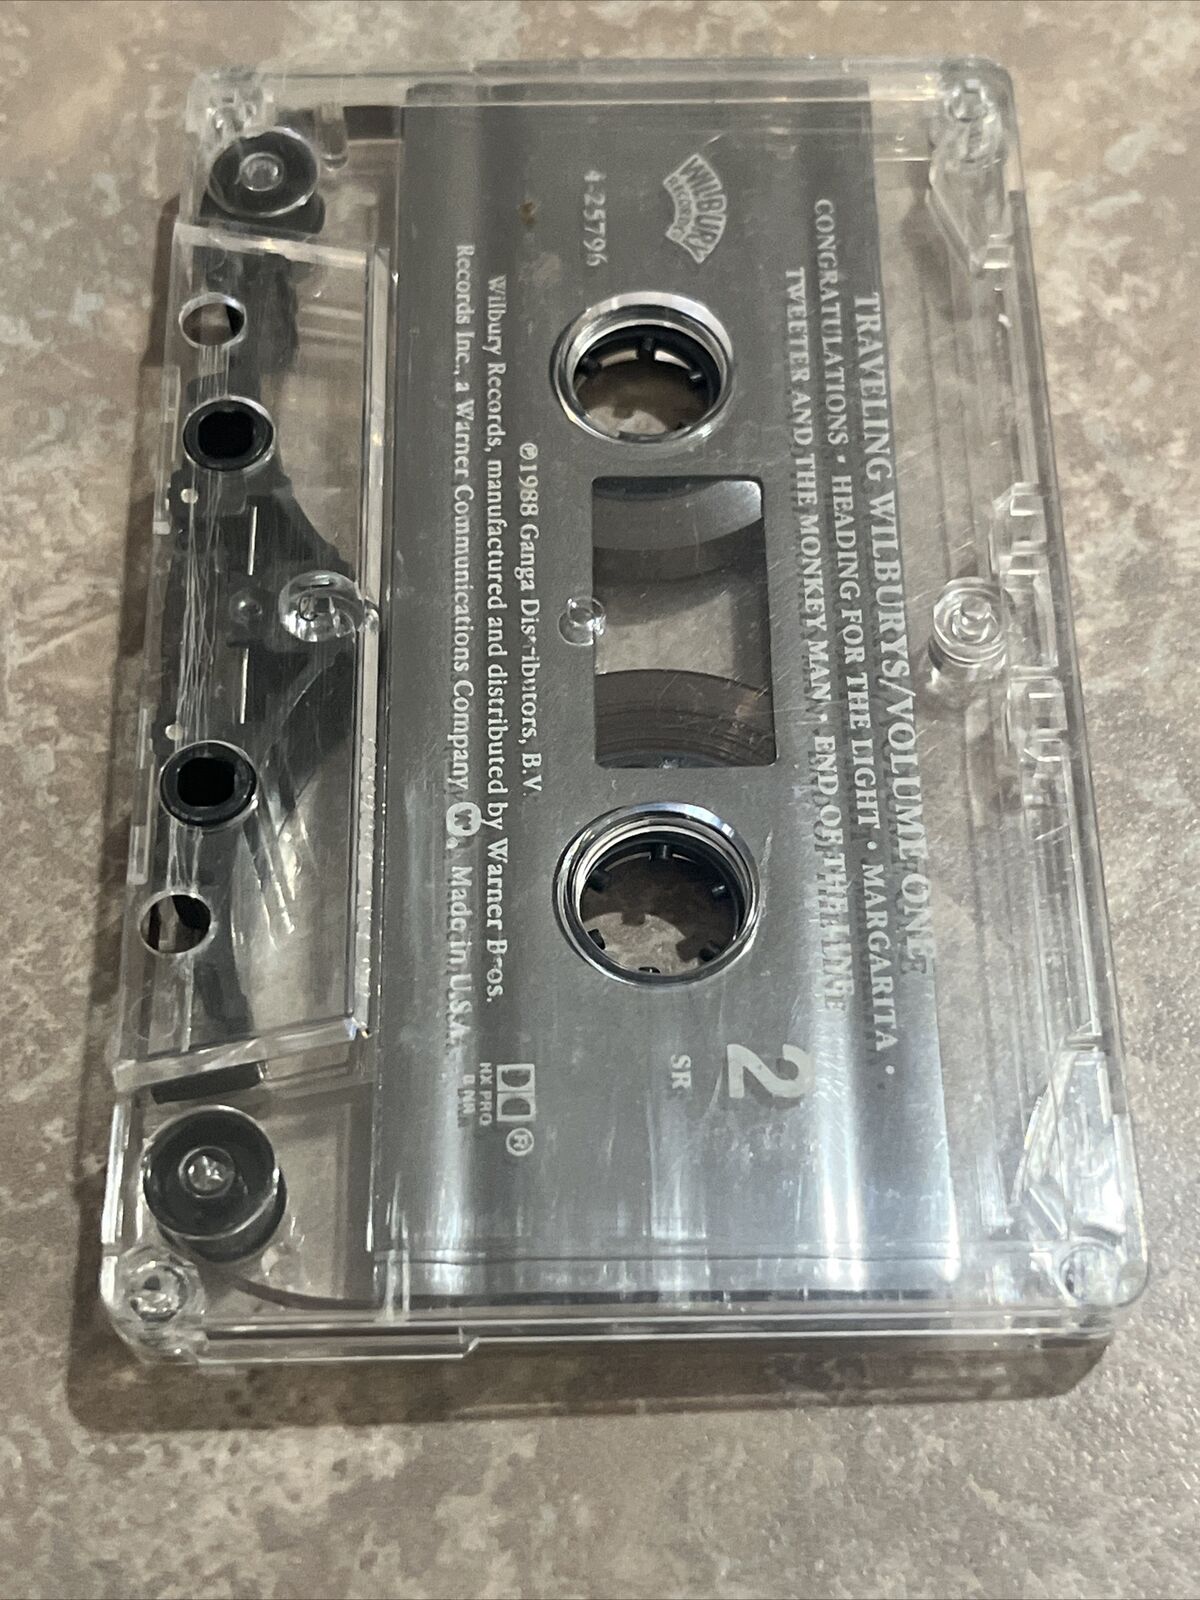 TRAVELING WILBURYS/VOLUME ONE
CONGRATULATIONS • HEADING FOR THE LIGHT • MARGARITA •
TWEETER AND THE MONKEY MAN • END OF THE LINE
WILBURY
RECORDS
4-25796
2
SR
℗1988 Ganga Distributors, B.V.
Wilbury Records, manufactured and distributed by Warner Bros.
Records Inc., a Warner Communications Company. W. Made in U.S.A.
®
HX PRO
B NR